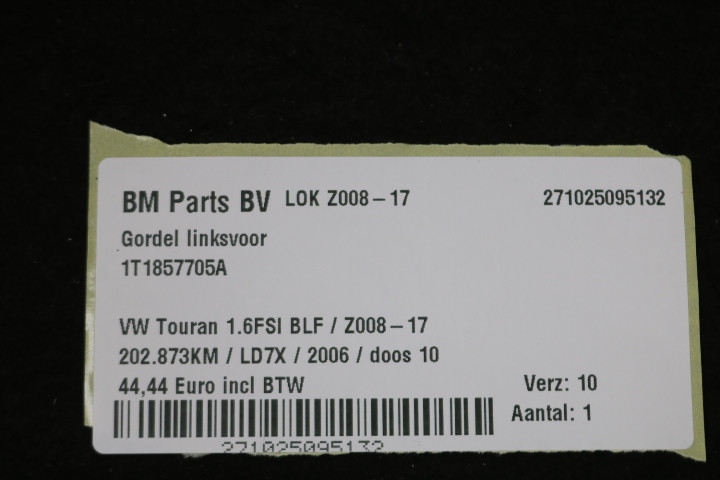 BM Parts BV LOK Z008-17 271025095132
Gordel linksvoor
1T1857705A
VW Touran 1.6FSI BLF / Z008-17
202.873KM / LD7X / 2006 / doos 10
44,44 Euro incl BTW Verz: 10
Aantal: 1
271025095132